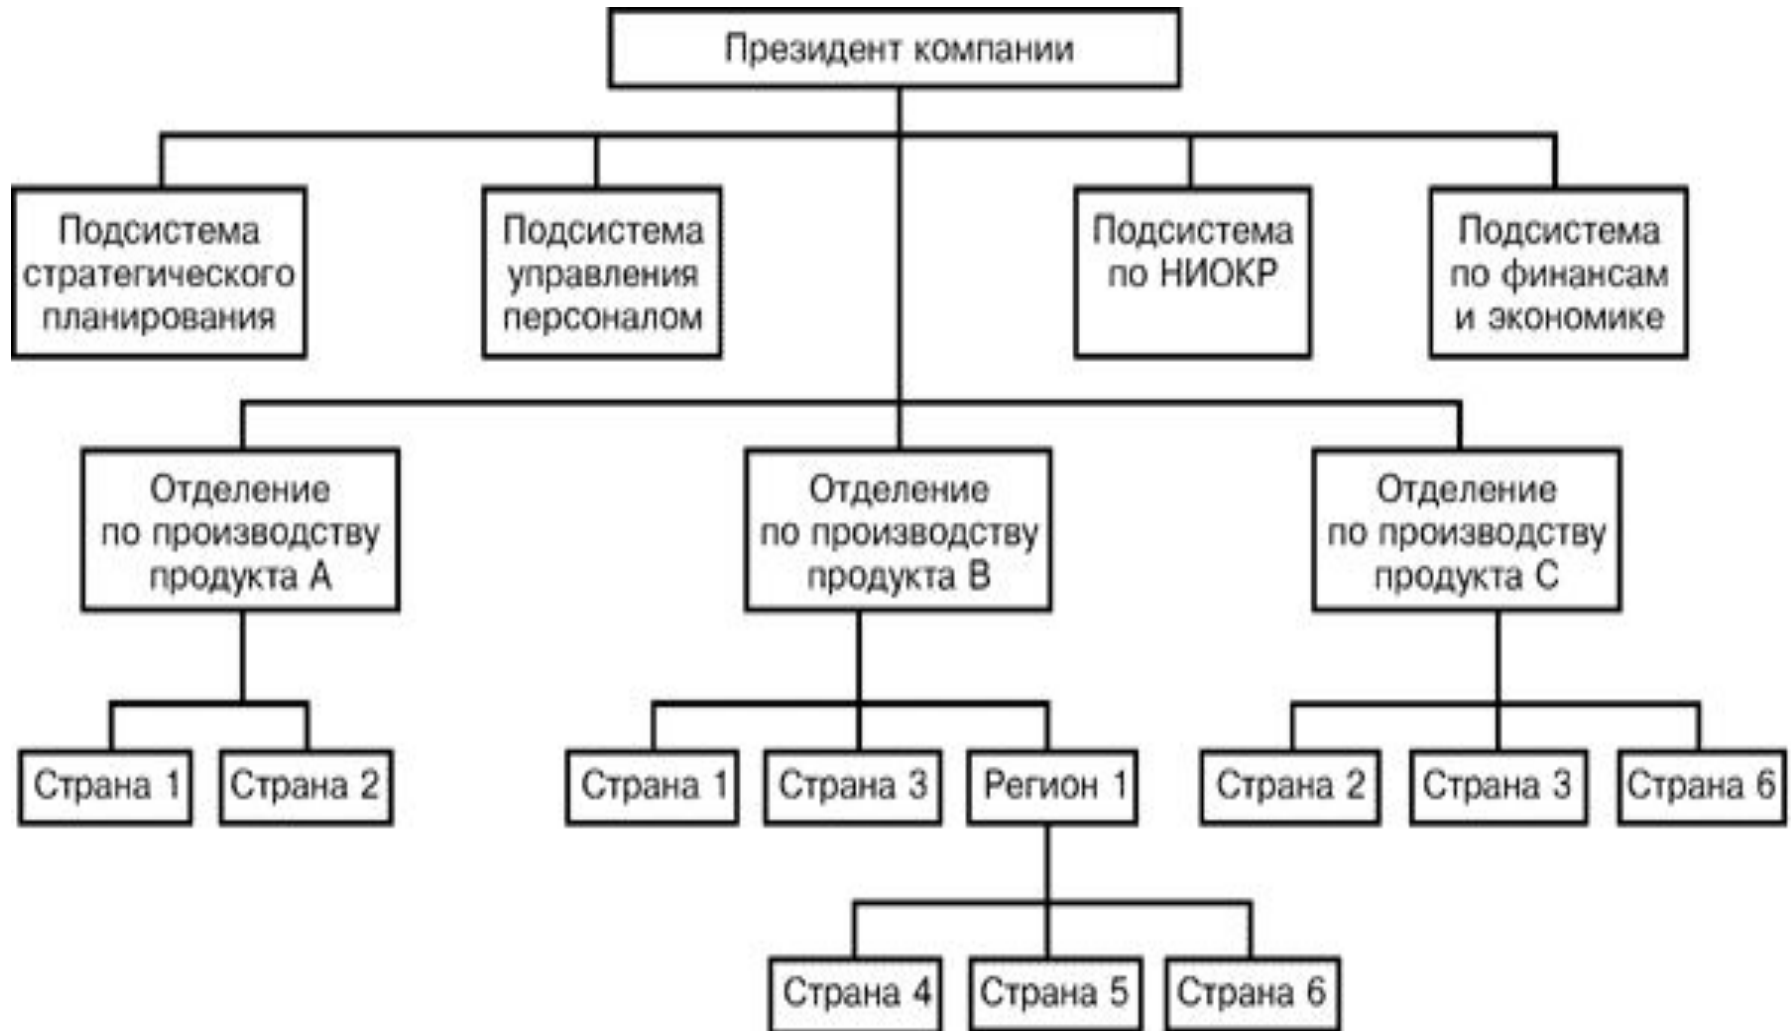 Президент компании
Подсистема
стратегического
планирования
Подсистема
управления
персоналом
Подсистема
по НИОКР
Подсистема
по финансам
и экономике
Отделение
по производству
продукта А
Отделение
по производству
продукта В
Отделение
по производству
продукта С
Страна 1
Страна 2
Страна 1
Страна 3
Регион 1
Страна 2
Страна 3
Страна 6
Страна 4
Страна 5
Страна 6